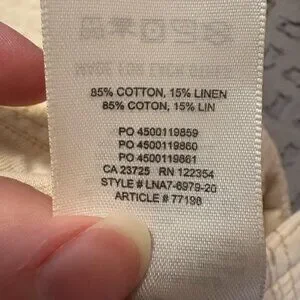 85% COTTON, 15% LINEN
85% COTON, 15% LIN
PO 4500119859
PO 4500119860
PO 4500119861
CA 23725 RN 122354
STYLE # LNA7-6979-20
ARTICLE # 77198